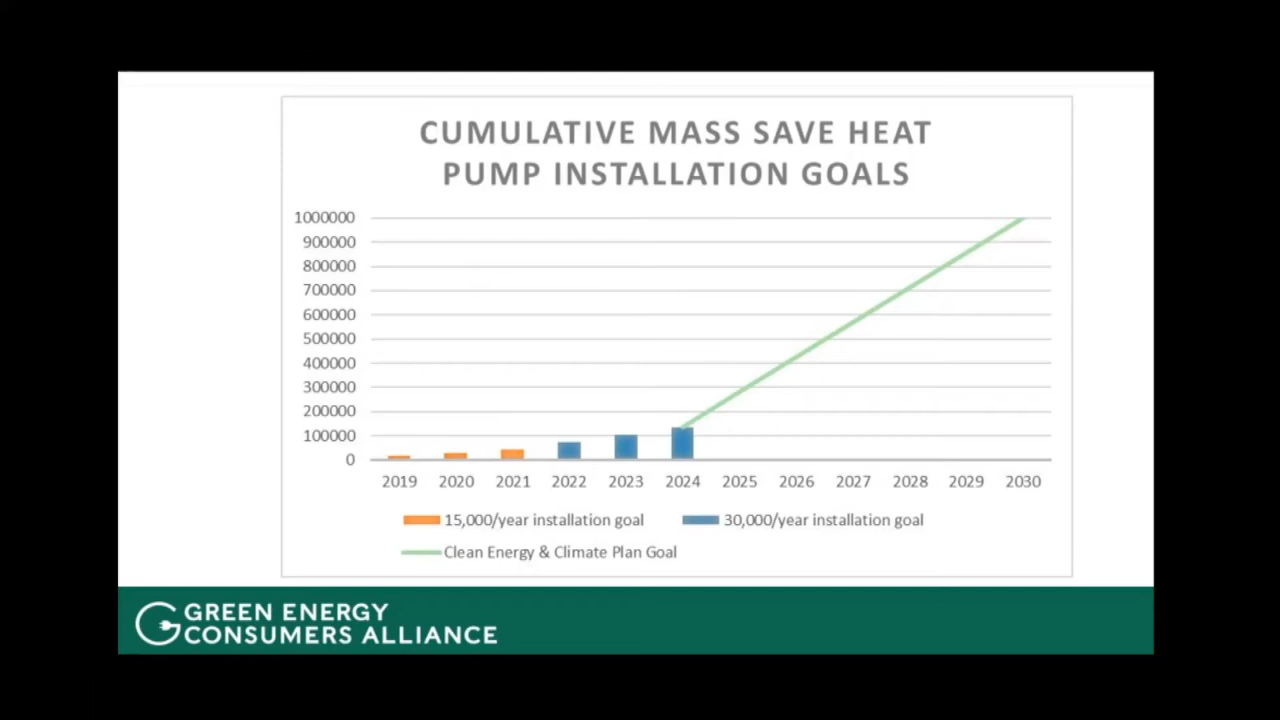 CUMULATIVE MASS SAVE HEAT
PUMP INSTALLATION GOALS
1000000
900000
800000
700000
600000
500000
400000
300000
200000
100000
0
2019 2020 2021 2022 2023 2024 2025 2026 2027 2028 2029 2030
15,000/year installation goal 30,000/year installation goal
Clean Energy & Climate Plan Goal
GREEN ENERGY
CONSUMERS ALLIANCE